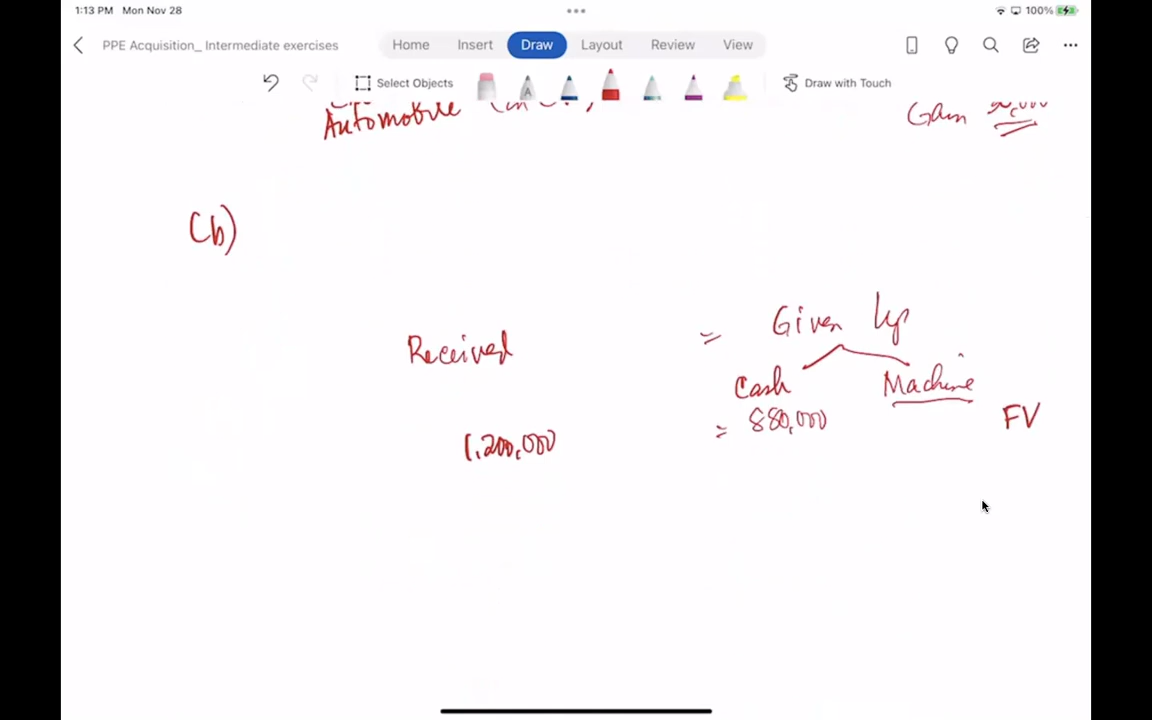 1:13 PM Mon Nov 28
100%
PPE Acquisition_ Intermediate exercises
Home Insert Draw Layout Review View
Select Objects
Draw with Touch
Automobile
Gain
(b)
Received = Given up
Cash Machine
1,200,000 = 880,000 FV